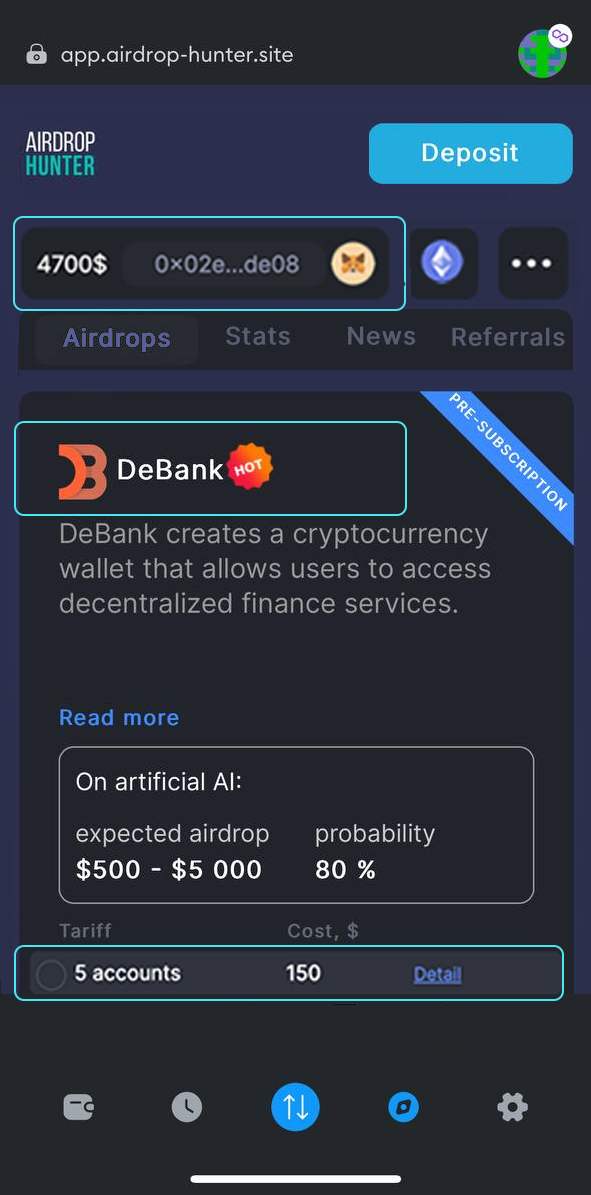 app.airdrop-hunter.site
AIRDROP
HUNTER
Deposit
4700$ 0×02e...de08
Airdrops Stats News Referrals
PRE-SUBSCRIPTION
DeBank HOT
DeBank creates a cryptocurrency
wallet that allows users to access
decentralized finance services.
Read more
On artificial AI:
expected airdrop probability
$500 - $5 000 80 %
Tariff Cost, $
5 accounts 150 Detail